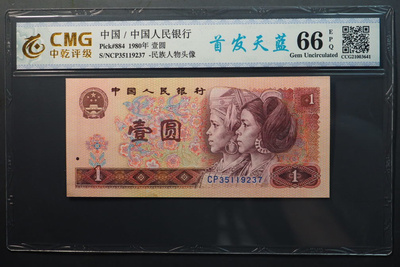 CMG
中乾评级
中国 / 中国人民银行
Pick#884 1980年 壹圆
S/NCP35119237 -民族人物头像
首发天蓝
66
EPQ
Gem Uncirculated
CCG21003641
中国人民银行
1
壹圆
1
CP35119237
1